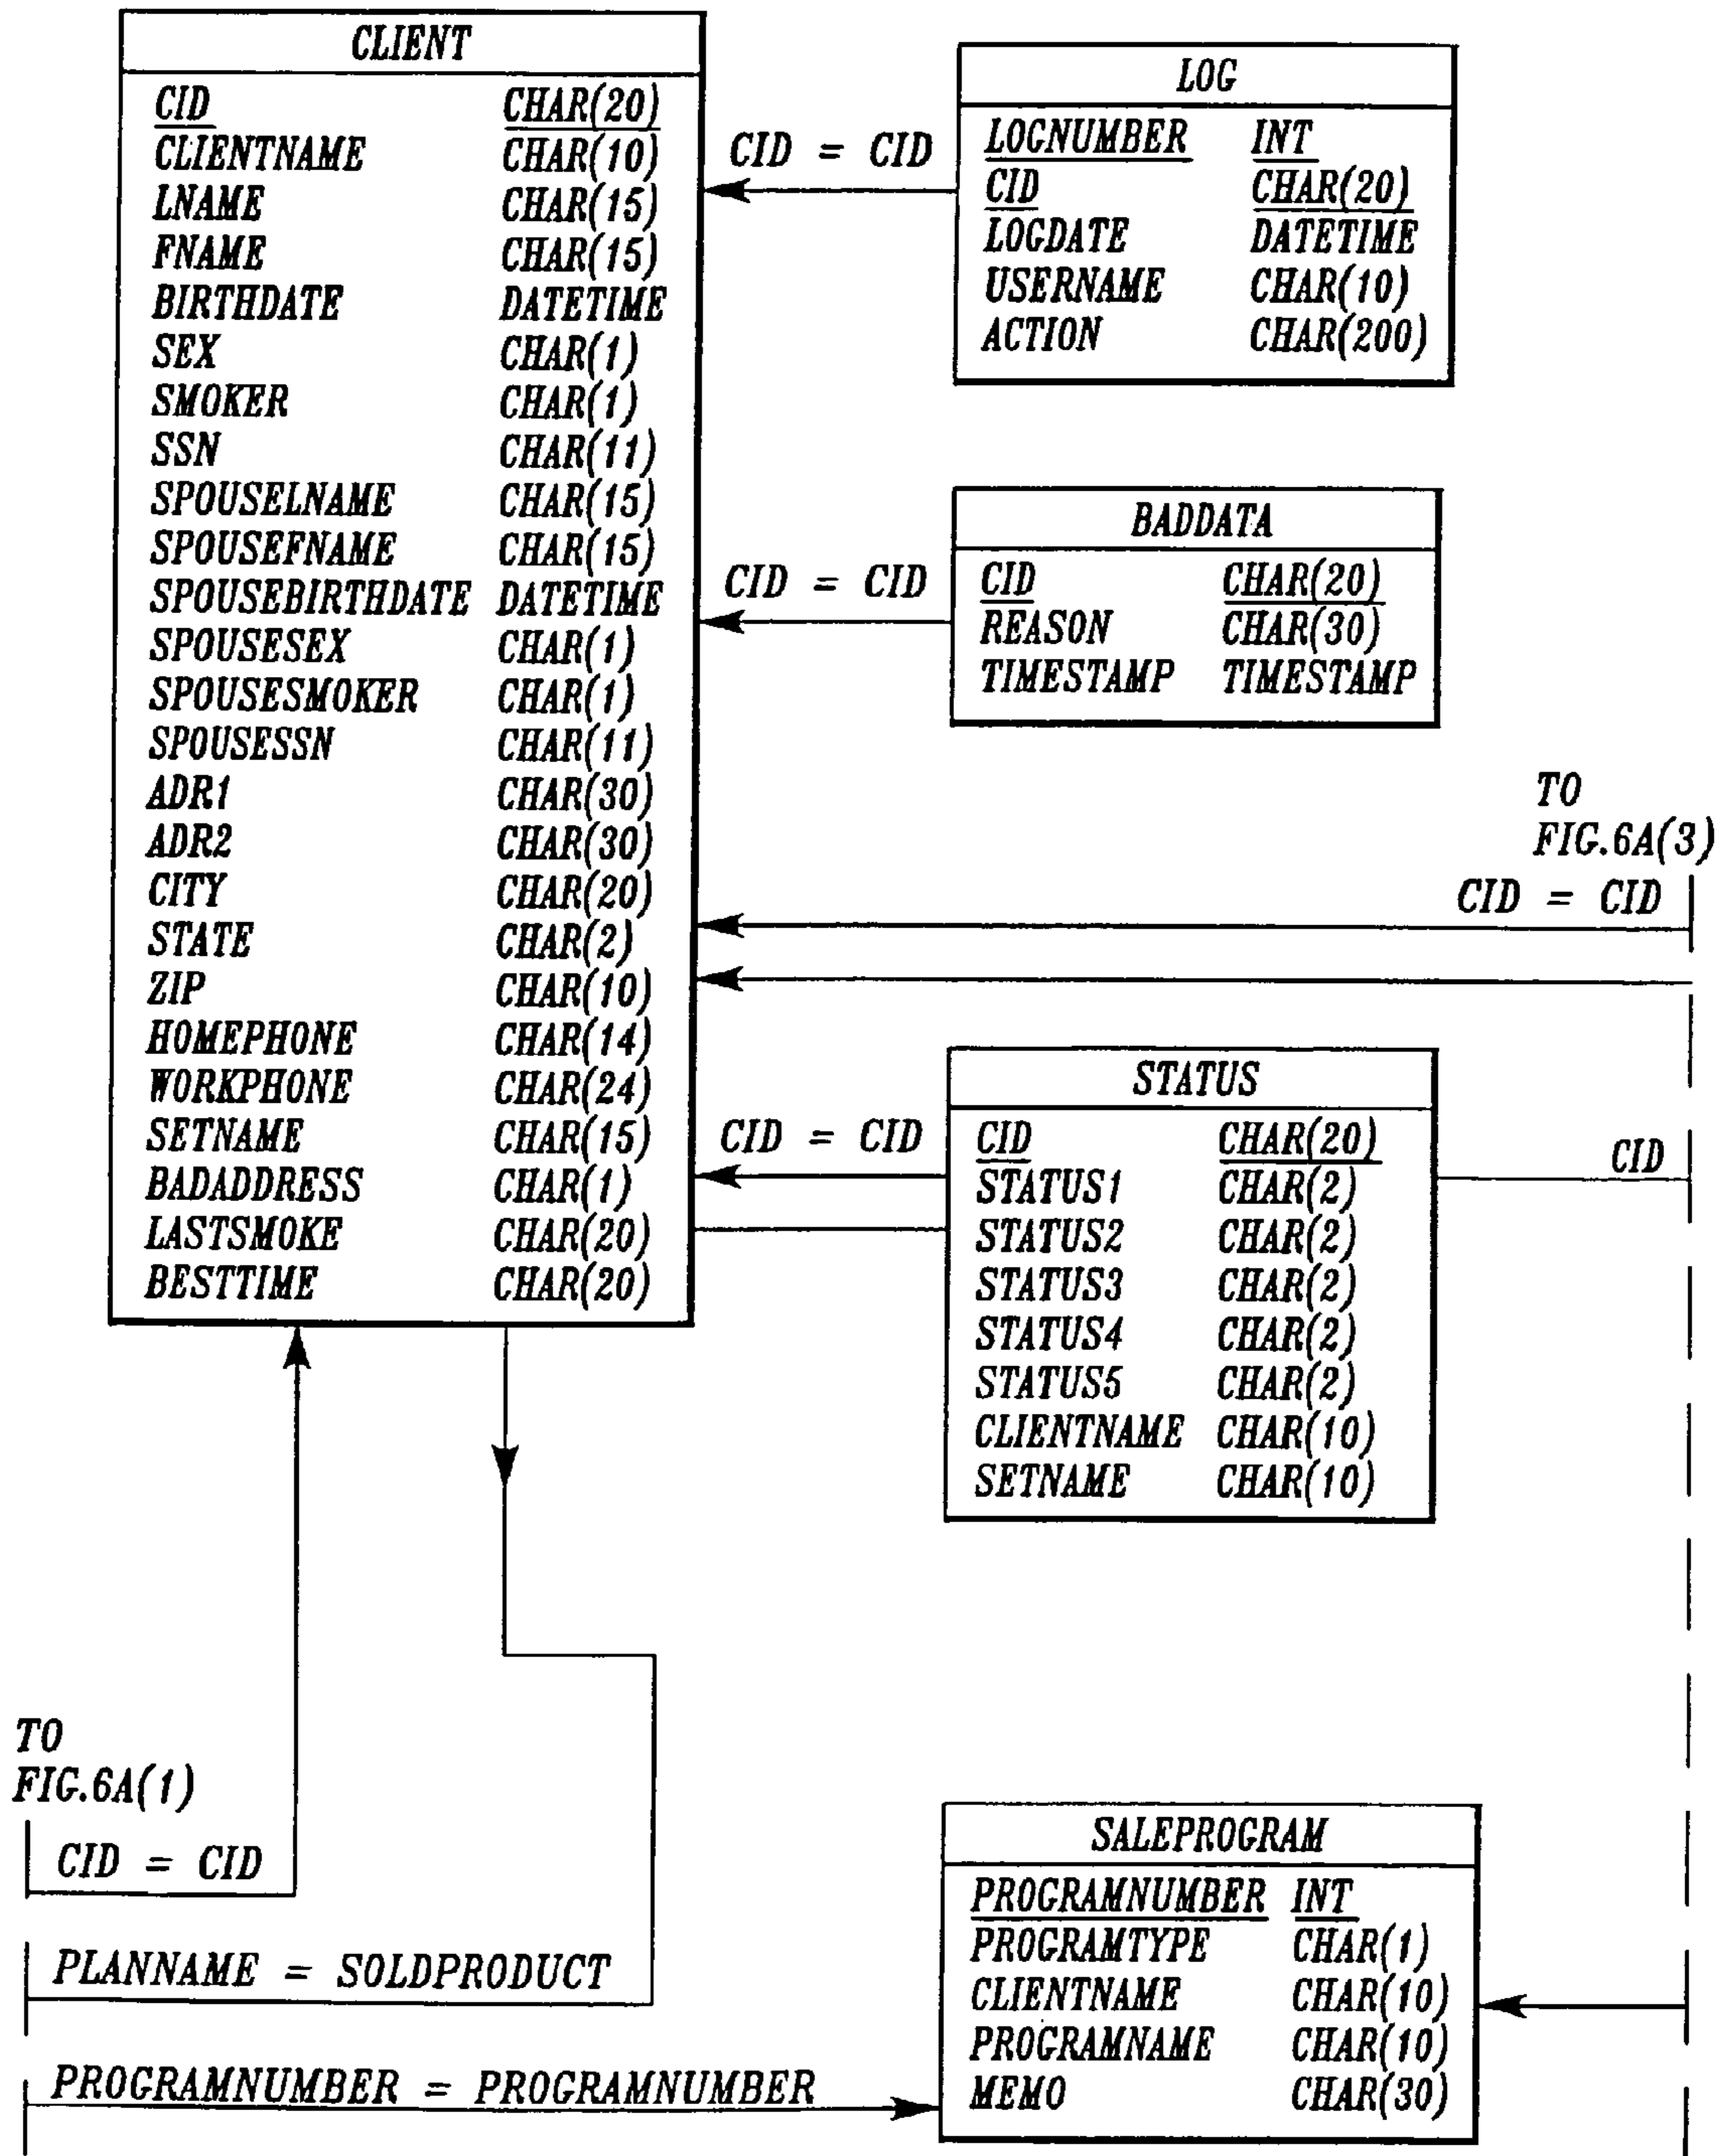 CLIENT
CID CHAR(20)
CLIENTNAME CHAR(10)
LNAME CHAR(15)
FNAME CHAR(15)
BIRTHDATE DATETIME
SEX CHAR(1)
SMOKER CHAR(1)
SSN CHAR(11)
SPOUSELNAME CHAR(15)
SPOUSEFNAME CHAR(15)
SPOUSEBIRTHDATE DATETIME
SPOUSESEX CHAR(1)
SPOUSESMOKER CHAR(1)
SPOUSESSN CHAR(11)
ADR1 CHAR(30)
ADR2 CHAR(30)
CITY CHAR(20)
STATE CHAR(2)
ZIP CHAR(10)
HOMEPHONE CHAR(14)
WORKPHONE CHAR(24)
SETNAME CHAR(15)
BADADDRESS CHAR(1)
LASTSMOKE CHAR(20)
BESTTIME CHAR(20)
CID = CID
LOG
LOGNUMBER INT
CID CHAR(20)
LOGDATE DATETIME
USERNAME CHAR(10)
ACTION CHAR(200)
CID = CID
BADDATA
CID CHAR(20)
REASON CHAR(30)
TIMESTAMP TIMESTAMP
TO
FIG.6A(3)
CID = CID
CID = CID
STATUS
CID CHAR(20)
STATUS1 CHAR(2)
STATUS2 CHAR(2)
STATUS3 CHAR(2)
STATUS4 CHAR(2)
STATUS5 CHAR(2)
CLIENTNAME CHAR(10)
SETNAME CHAR(10)
CID
TO
FIG.6A(1)
CID = CID
PLANNAME = SOLDPRODUCT
PROGRAMNUMBER = PROGRAMNUMBER
SALEPROGRAM
PROGRAMNUMBER INT
PROGRAMTYPE CHAR(1)
CLIENTNAME CHAR(10)
PROGRAMNAME CHAR(10)
MEMO CHAR(30)